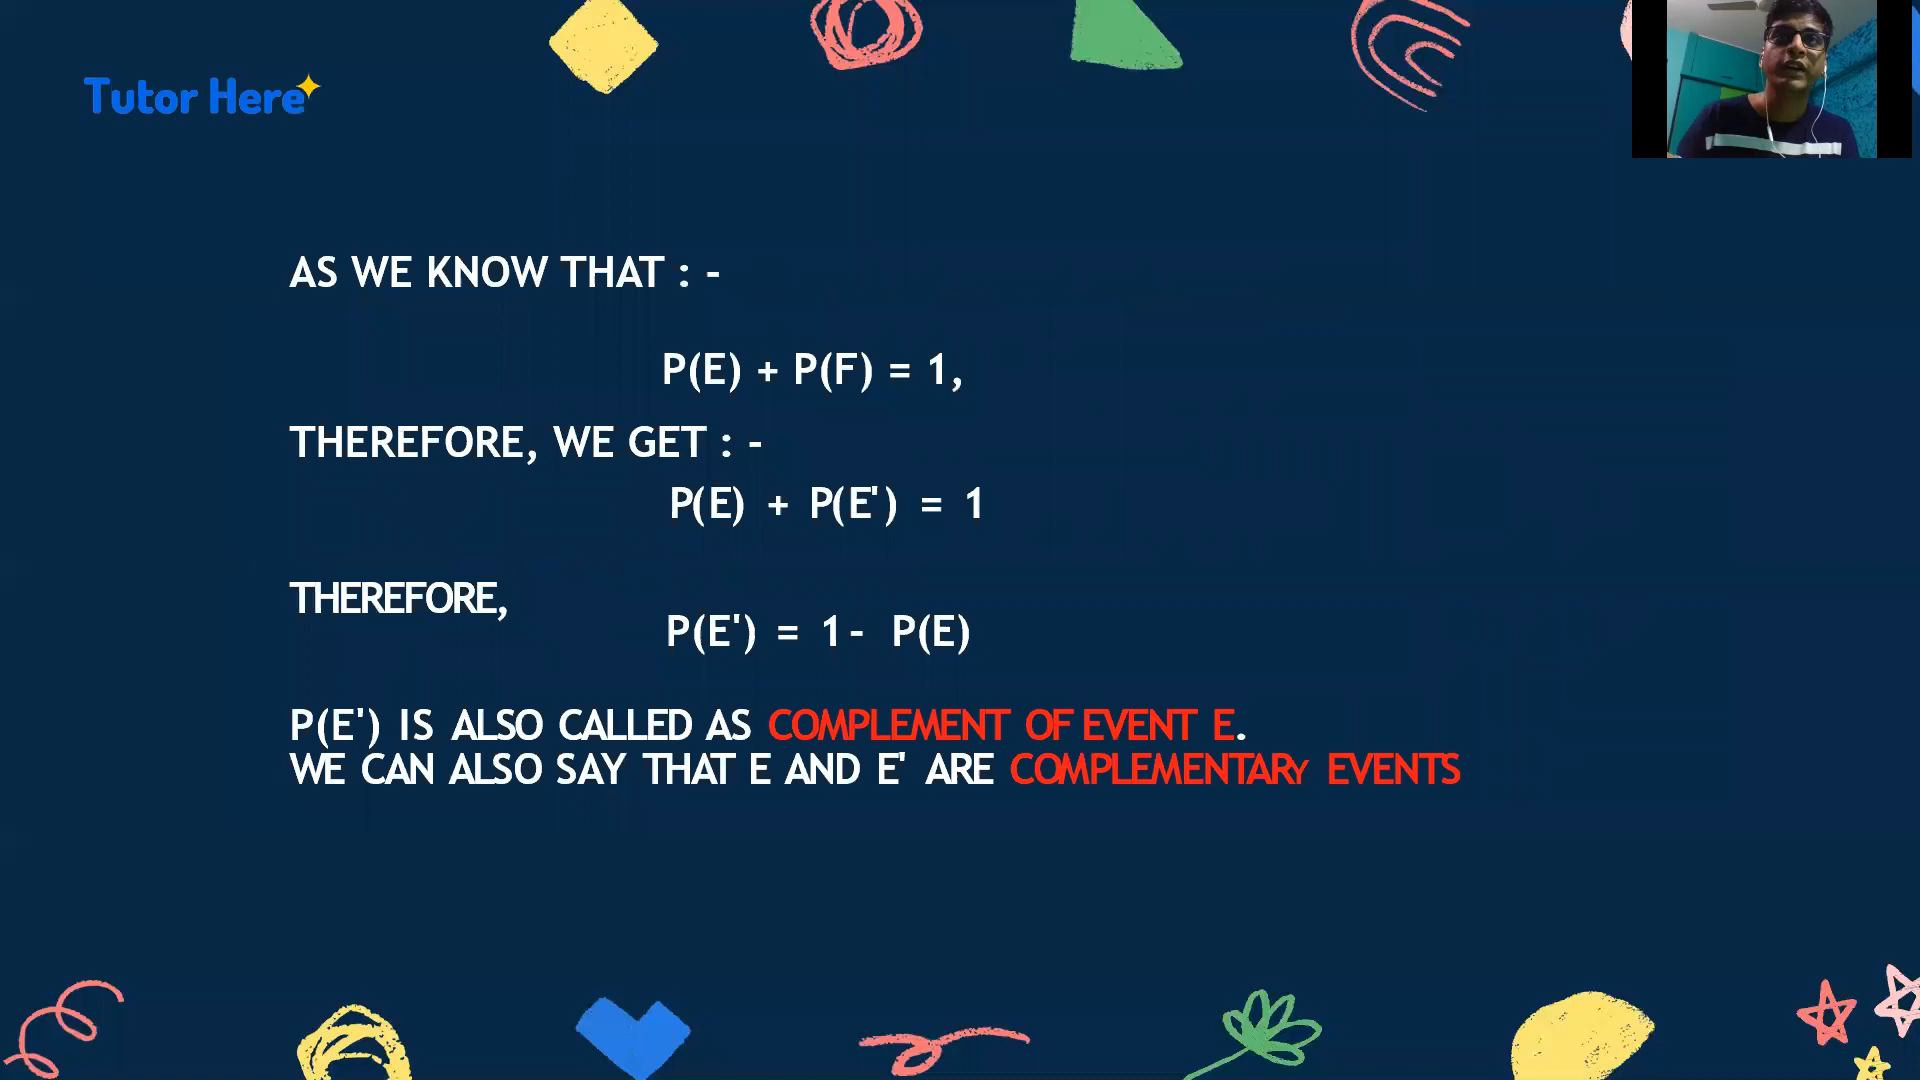 Tutor Here
AS WE KNOW THAT : -
P(E) + P(F) = 1,
THEREFORE, WE GET : -
P(E) + P(E') = 1
THEREFORE,
P(E') = 1- P(E)
P(E') IS ALSO CALLED AS COMPLEMENT OF EVENT E.
WE CAN ALSO SAY THAT E AND E' ARE COMPLEMENTARY EVENTS